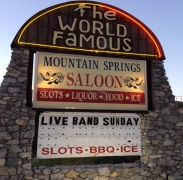 The
WORLD
FAMOUS
MOUNTAIN SPRINGS
SALOON
SLOTS ★ LIQUOR ★ FOOD ★ ICE
LIVE BAND SUNDAY
SLOTS - BBQ - ICE